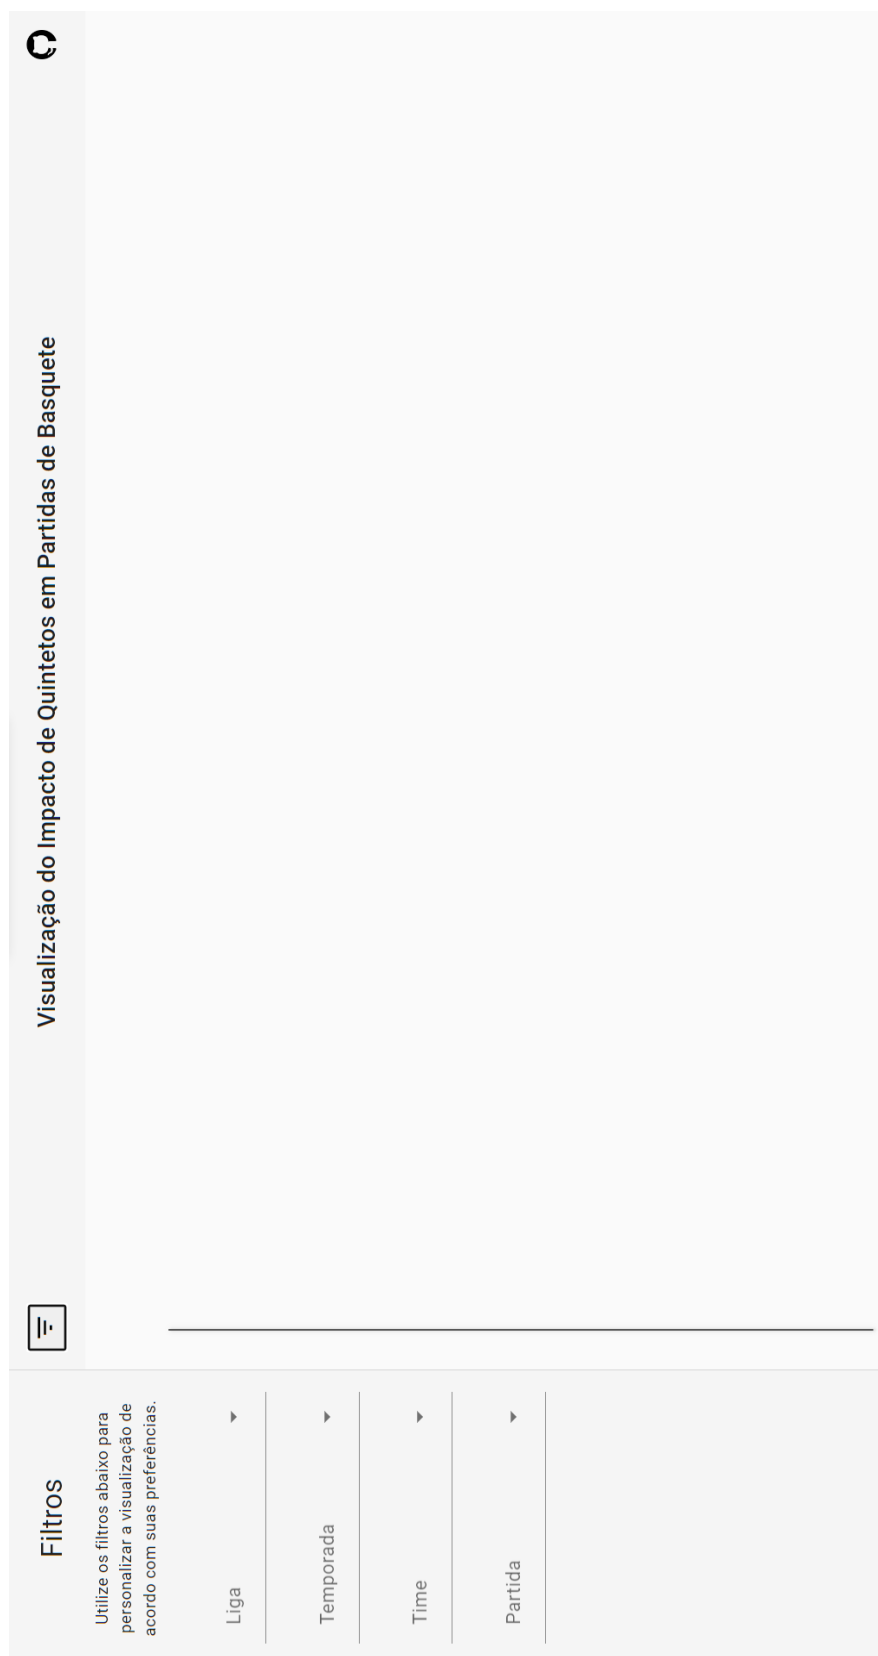 Filtros
Utilize os filtros abaixo para
personalizar a visualização de
acordo com suas preferências.
Liga
Temporada
Time
Partida
Visualização do Impacto de Quintetos em Partidas de Basquete